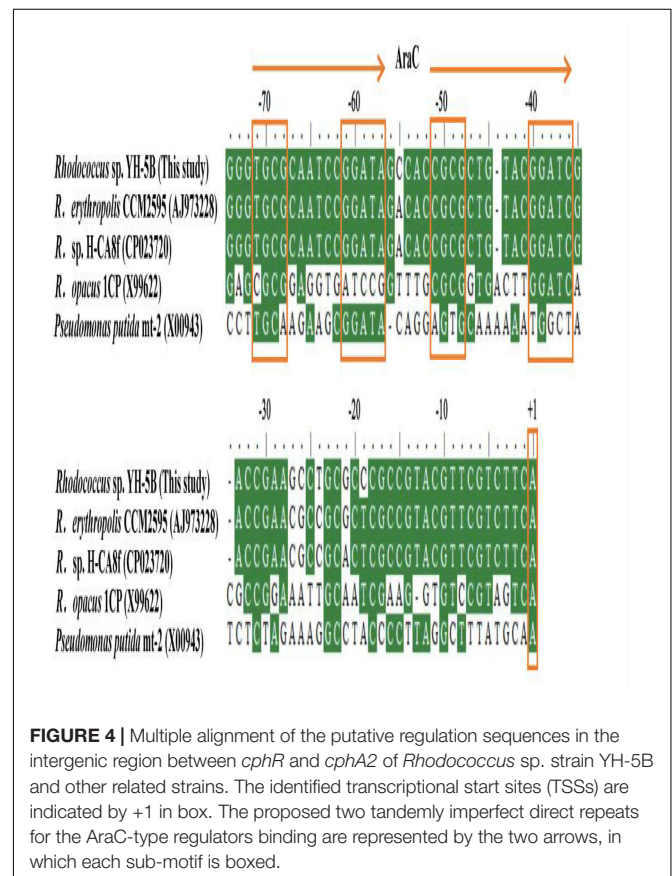 AraC
-70 -60 -50 -40
Rhodococcus sp. YH-5B (This study) GGGTGCGCAATCCGGATAGCCACCGCGCTG-TACGGATCG
R. erythropolis CCM2595 (AJ973228) GGGTGCGCAATCCGGATAGACACCGCGCTG-TACGGATCG
R. sp. H-CA8f (CP023720) GGGTGCGCAATCCGGATAGACACCGCGCTG-TACGGATCG
R. opacus 1CP (X99622) GAGCGCGGAGGTGATCCGGTTTGCGCGGTGACTTGGATCA
Pseudomonas putida mt-2 (X00943) CCTTGCAAGAAGCGGATA-CAGGAGTGCAAAAAATGGCTA
-30 -20 -10 +1
Rhodococcus sp. YH-5B (This study) -ACCGAAGCCTGCGCCCGCCGTACGTTCGTCTTCA
R. erythropolis CCM2595 (AJ973228) -ACCGAACGCCGCGCTCGCCGTACGTTCGTCTTCA
R. sp. H-CA8f (CP023720) -ACCGAACGCCGCACTCGCCGTACGTTCGTCTTCA
R. opacus 1CP (X99622) CGCCGGAAATTGCAATCGAAG-GTGTCCGTAGTCA
Pseudomonas putida mt-2 (X00943) TCTCTAGAAAGGCCTACCCCTTAGGCTTTATGCAA
FIGURE 4 | Multiple alignment of the putative regulation sequences in the
intergenic region between cphR and cphA2 of Rhodococcus sp. strain YH-5B
and other related strains. The identified transcriptional start sites (TSSs) are
indicated by +1 in box. The proposed two tandemly imperfect direct repeats
for the AraC-type regulators binding are represented by the two arrows, in
which each sub-motif is boxed.